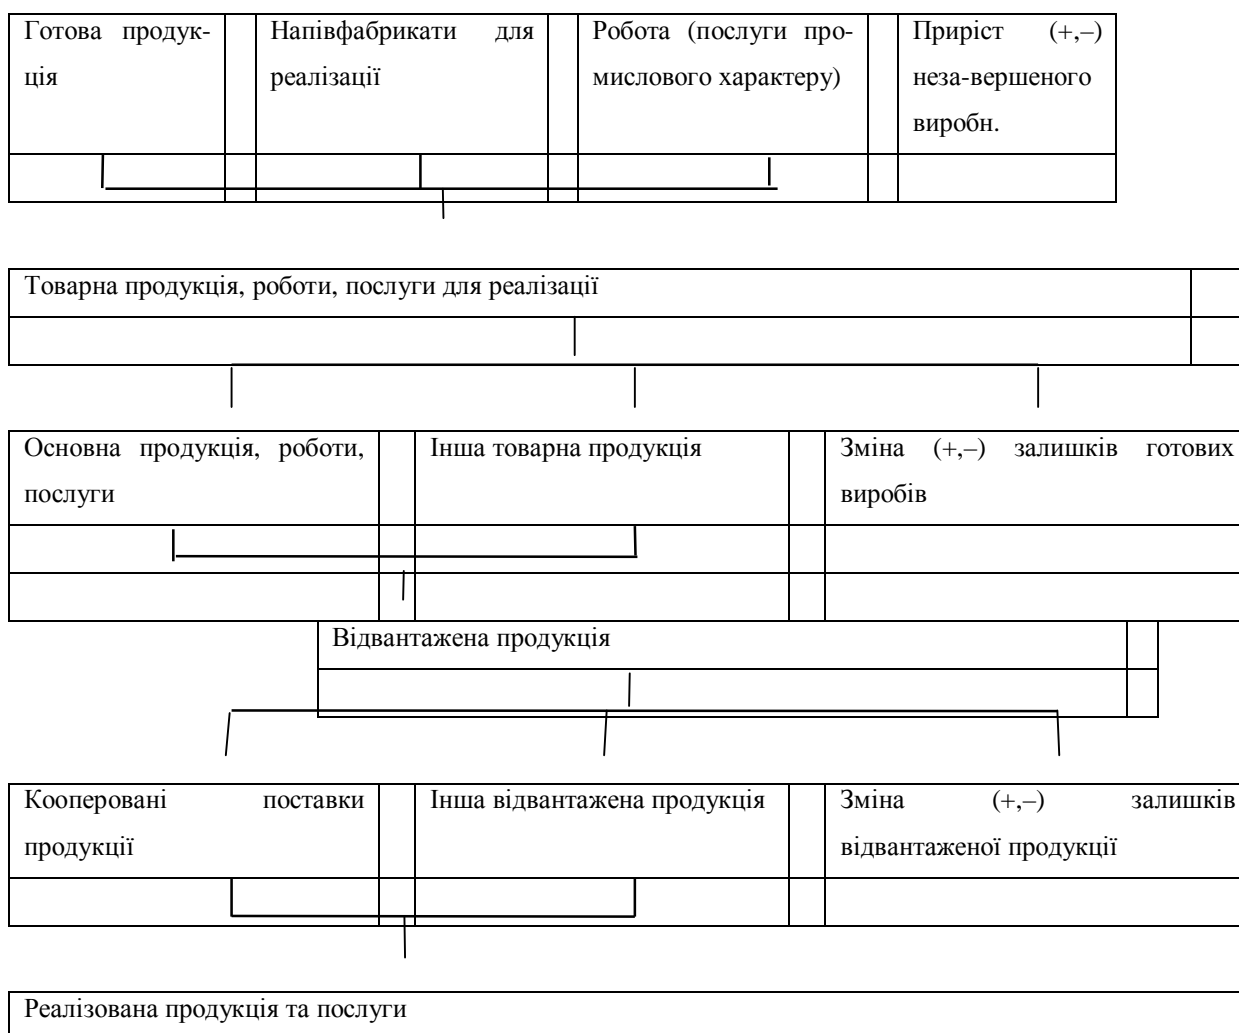 Готова продук-
ція
Напівфабрикати для
реалізації
Робота (послуги про-
мислового характеру)
Приріст (+,–)
неза-вершеного
виробн.
Товарна продукція, роботи, послуги для реалізації
Основна продукція, роботи,
послуги
Інша товарна продукція
Зміна (+,–) залишків готових
виробів
Відвантажена продукція
Кооперовані поставки
продукції
Інша відвантажена продукція
Зміна (+,–) залишків
відвантаженої продукції
Реалізована продукція та послуги